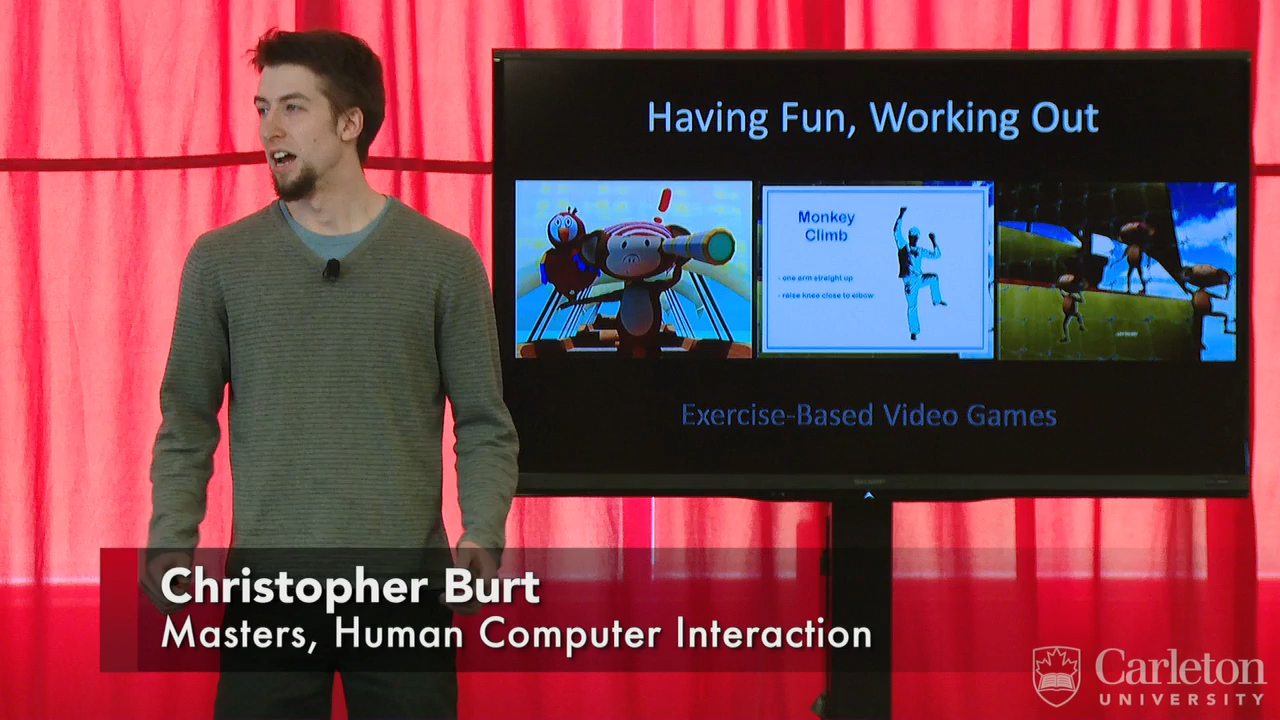 Having Fun, Working Out
Monkey
Climb
- one arm straight up
- raise knee close to elbow
Exercise-Based Video Games
SHARP
Christopher Burt
Masters, Human Computer Interaction
Carleton
UNIVERSITY